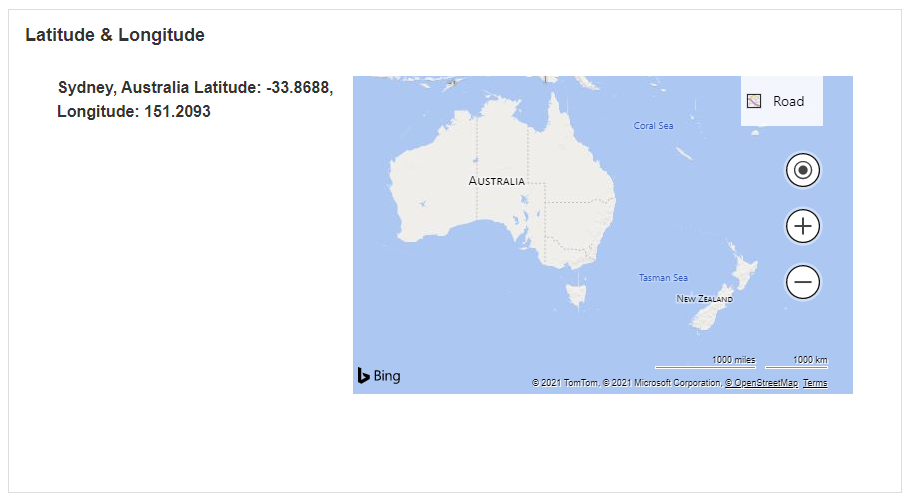 Latitude & Longitude
Sydney, Australia Latitude: -33.8688,
Longitude: 151.2093
Road
Coral Sea
AUSTRALIA
Tasman Sea
NEW ZEALAND
1000 miles 1000 km
Bing
© 2021 TomTom, © 2021 Microsoft Corporation, © OpenStreetMap Terms